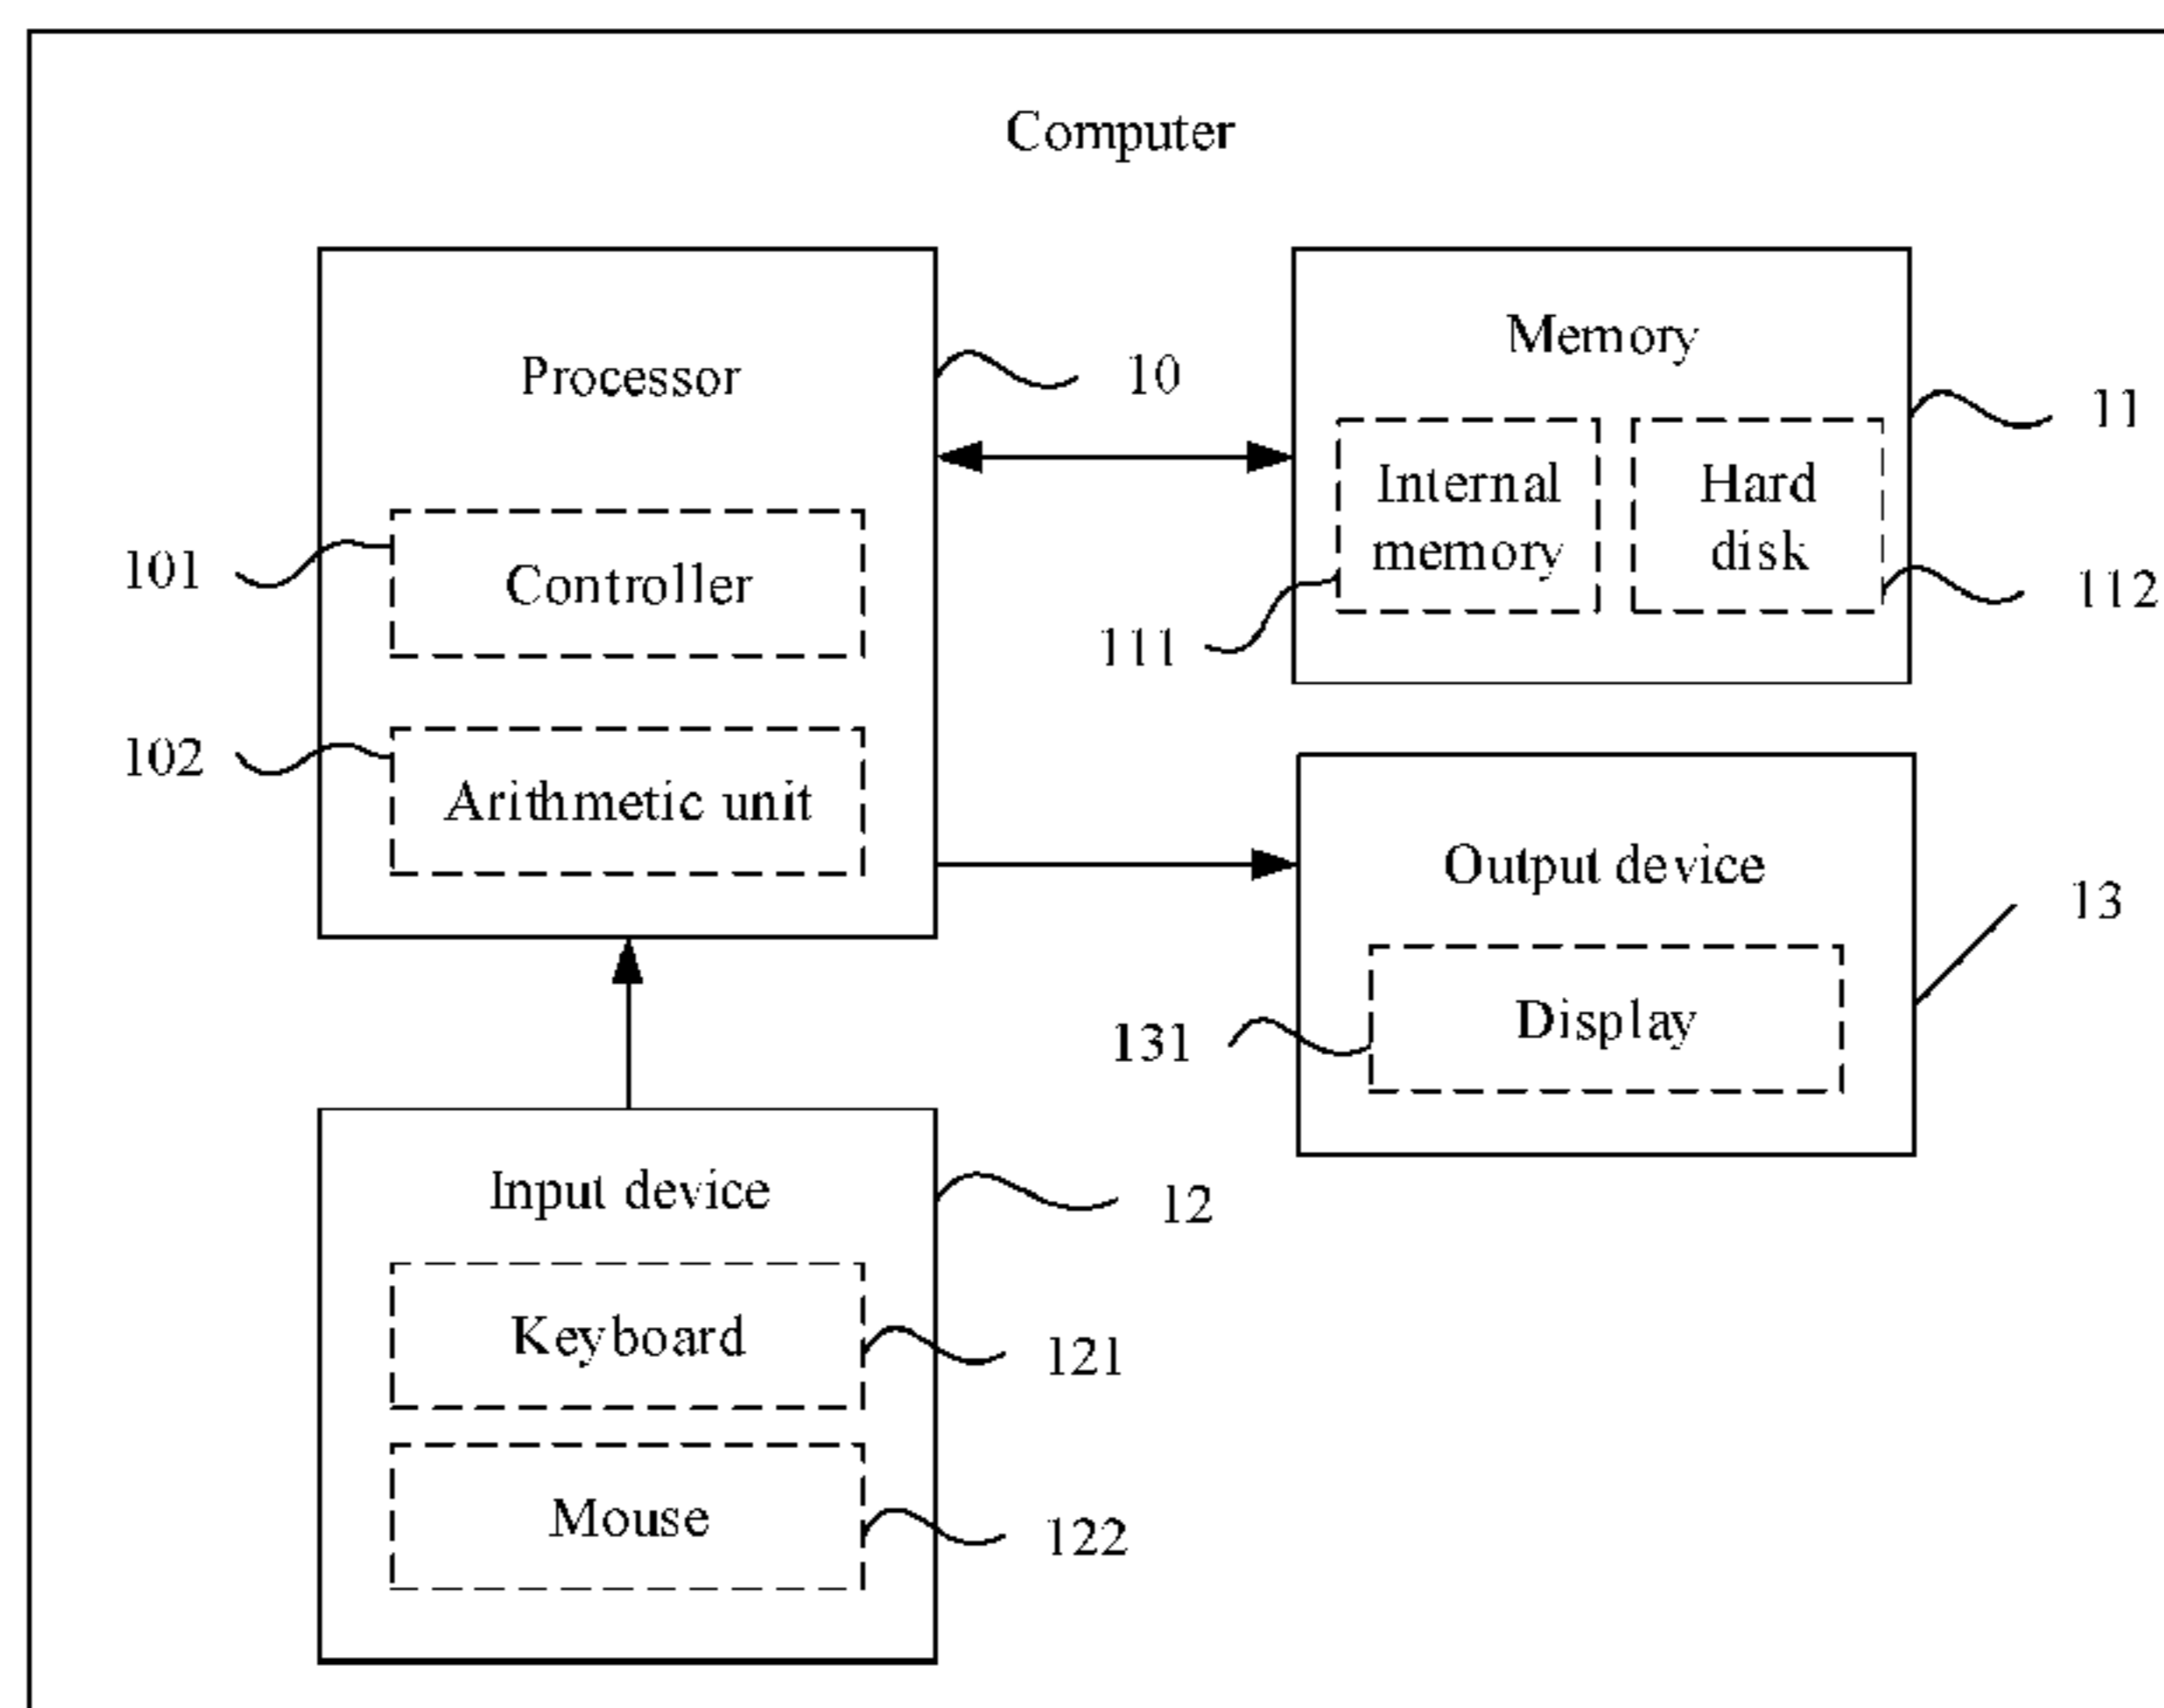 Computer
Processor
10
Memory
11
Internal
memory
Hard
disk
101
Controller
112
111
102
Arithmetic unit
Output device
13
Display
131
Input device
12
Keyboard
121
Mouse
122